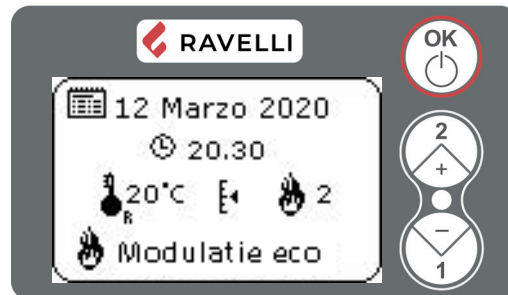 RAVELLI
OK
12 Marzo 2020
20.30
20°C 2
R
Modulatie eco
2
+
−
1